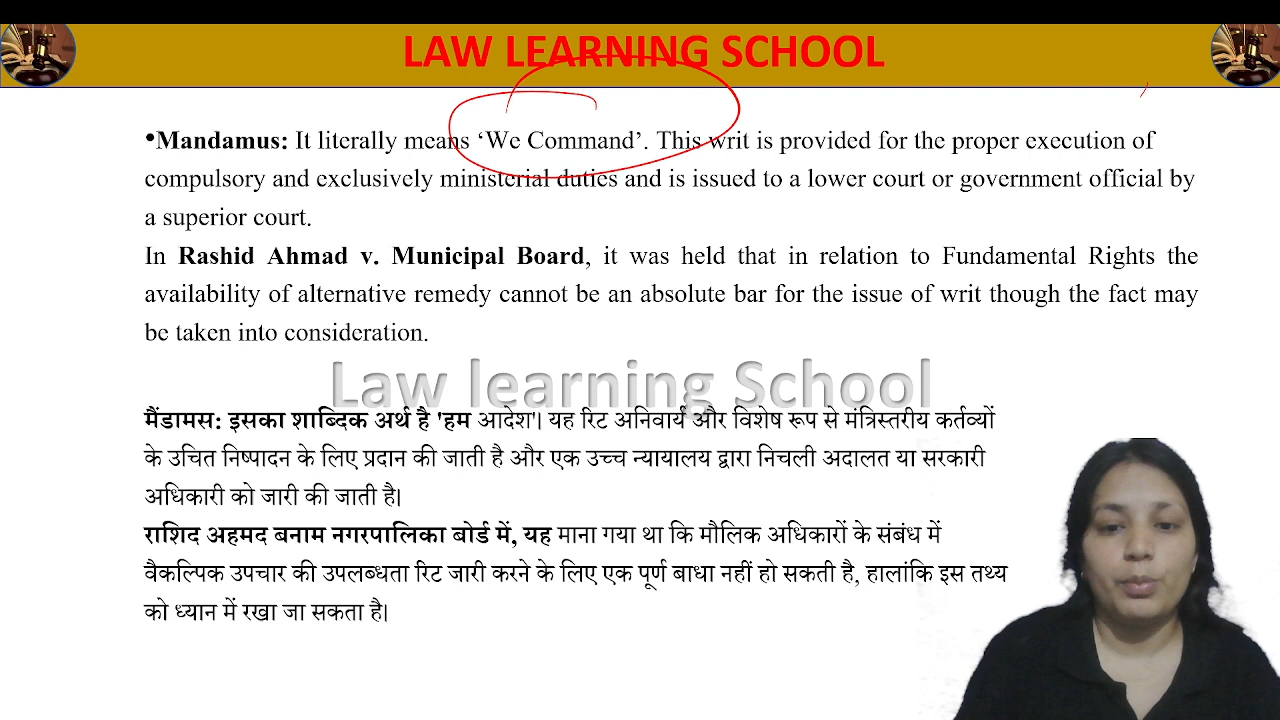 LAW LEARNING SCHOOL
•Mandamus: It literally means ‘We Command’. This writ is provided for the proper execution of
compulsory and exclusively ministerial duties and is issued to a lower court or government official by
a superior court.
In Rashid Ahmad v. Municipal Board, it was held that in relation to Fundamental Rights the
availability of alternative remedy cannot be an absolute bar for the issue of writ though the fact may
be taken into consideration.
Law learning School
मैंडामस: इसका शाब्दिक अर्थ है 'हम आदेश'। यह रिट अनिवार्य और विशेष रूप से मंत्रिस्तरीय कर्तव्यों
के उचित निष्पादन के लिए प्रदान की जाती है और एक उच्च न्यायालय द्वारा निचली अदालत या सरकारी
अधिकारी को जारी की जाती है।
राशिद अहमद बनाम नगरपालिका बोर्ड में, यह माना गया था कि मौलिक अधिकारों के संबंध में
वैकल्पिक उपचार की उपलब्धता रिट जारी करने के लिए एक पूर्ण बाधा नहीं हो सकती है, हालांकि इस तथ्य
को ध्यान में रखा जा सकता है।